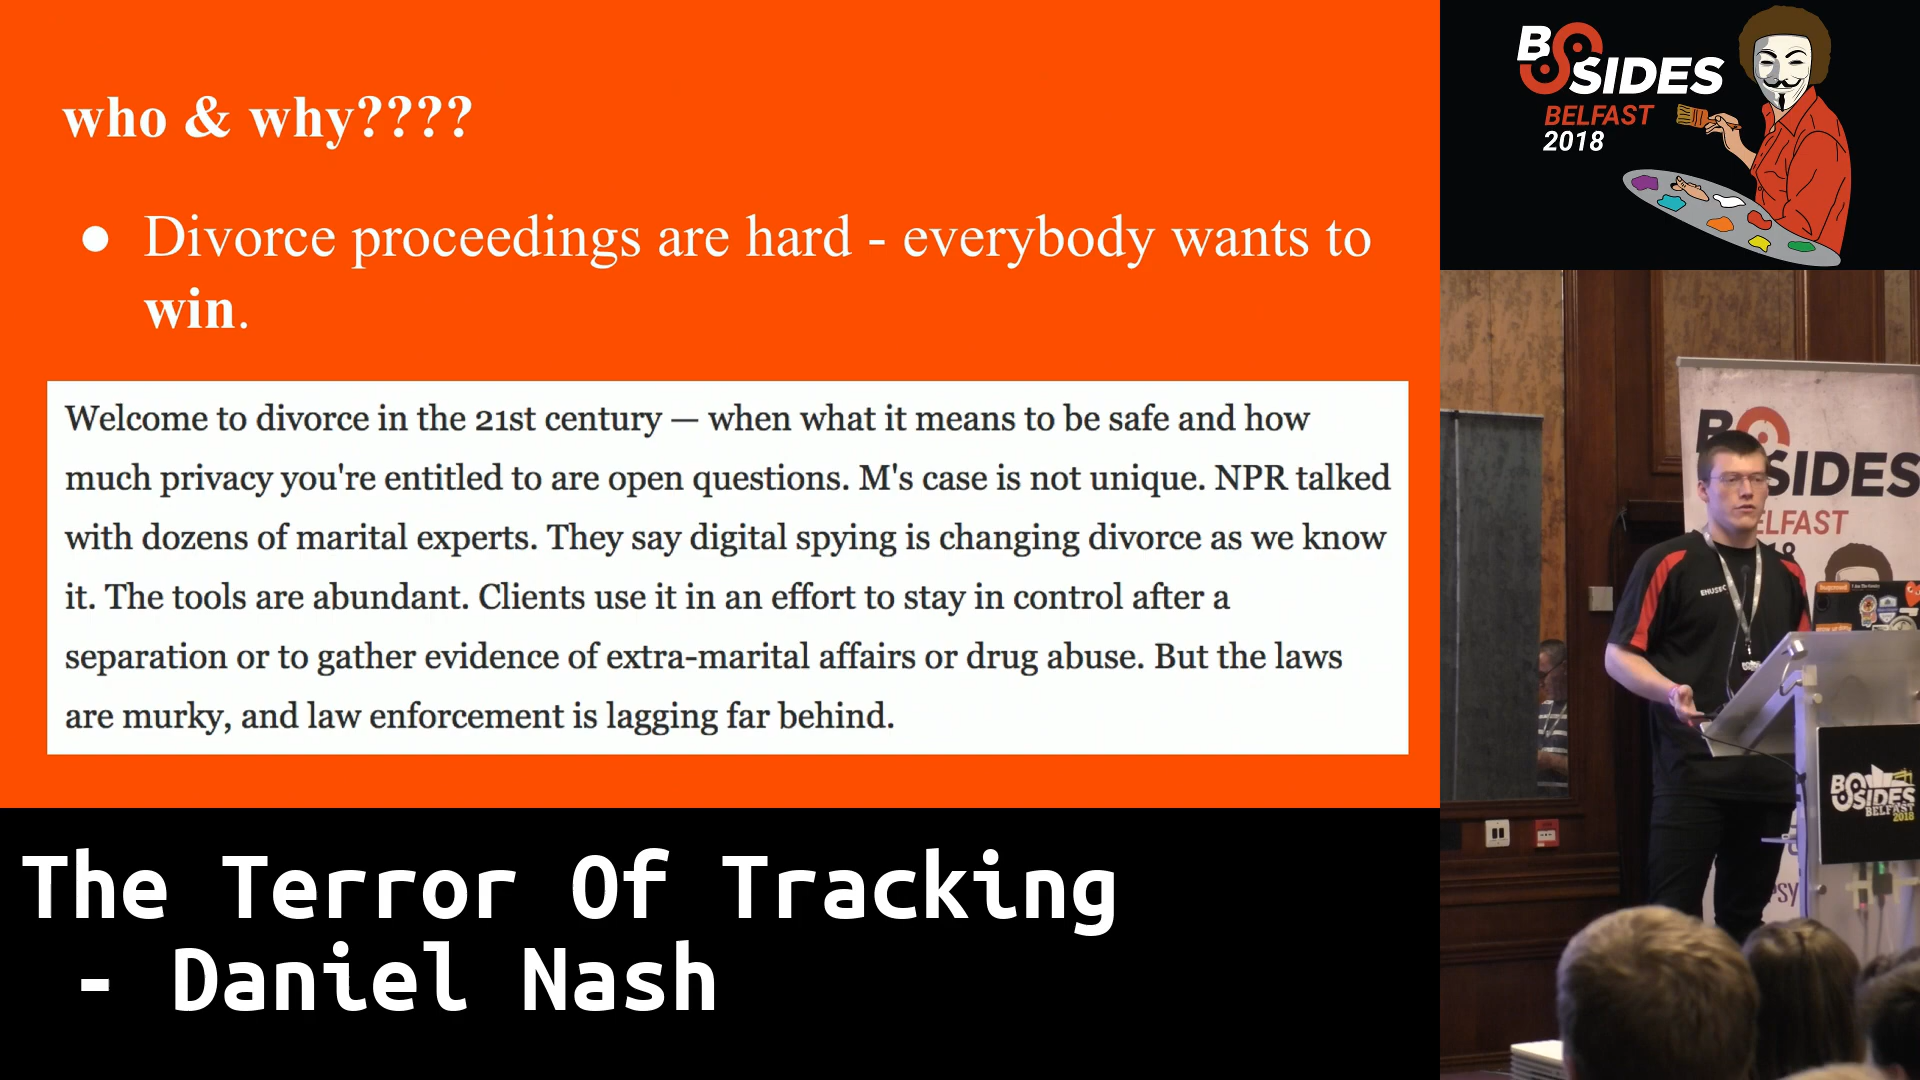 who & why????
● Divorce proceedings are hard - everybody wants to
win.
Welcome to divorce in the 21st century — when what it means to be safe and how
much privacy you're entitled to are open questions. M's case is not unique. NPR talked
with dozens of marital experts. They say digital spying is changing divorce as we know
it. The tools are abundant. Clients use it in an effort to stay in control after a
separation or to gather evidence of extra-marital affairs or drug abuse. But the laws
are murky, and law enforcement is lagging far behind.
The Terror Of Tracking
- Daniel Nash
BSIDES
BELFAST
2018
BSIDES
ELFAST
18
ENUSEC
BSIDES
BELFAST
2018